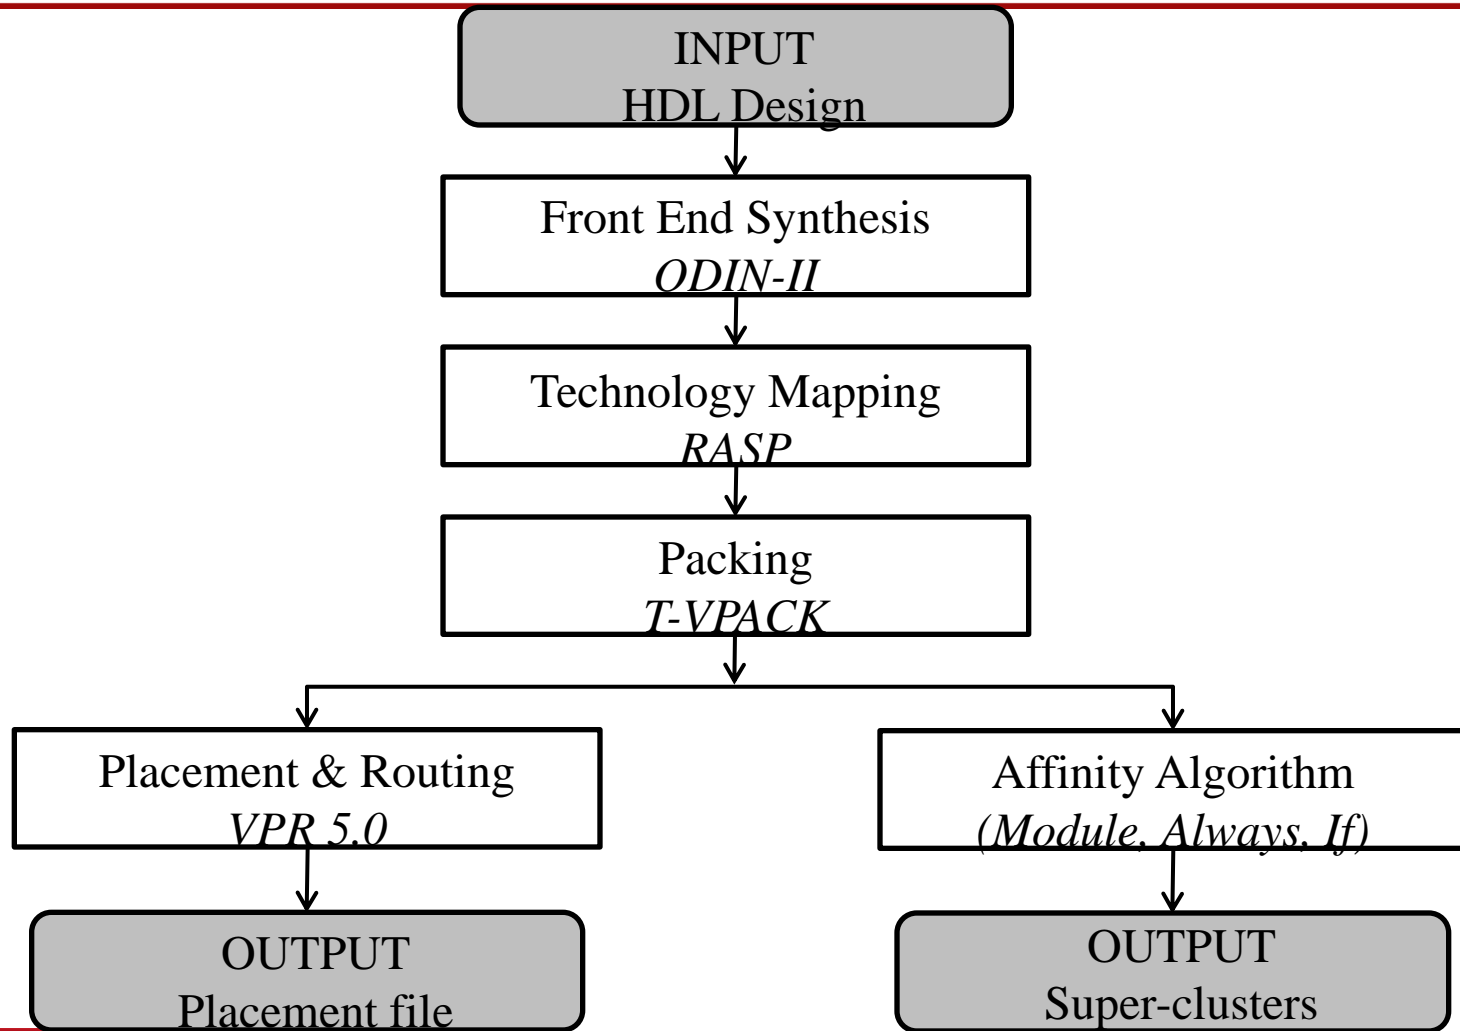 INPUT
HDL Design
Front End Synthesis
ODIN-II
Technology Mapping
RASP
Packing
T-VPACK
Placement & Routing
VPR 5.0
Affinity Algorithm
(Module, Always, If)
OUTPUT
Placement file
OUTPUT
Super-clusters